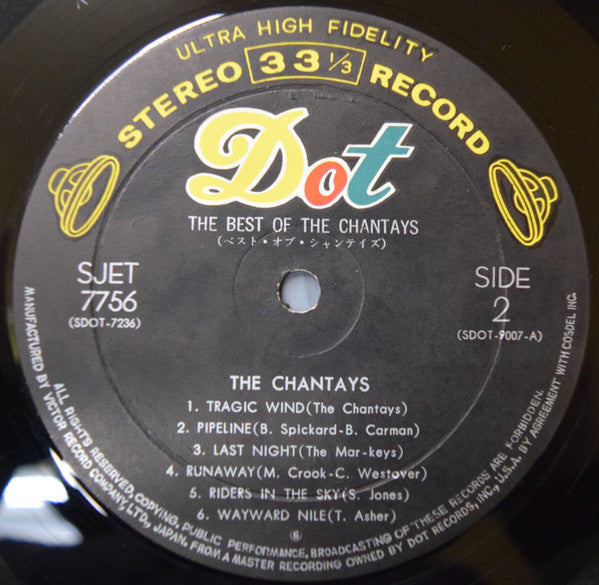 ULTRA HIGH FIDELITY
STEREO 33 1/3 RECORD
Dot
THE BEST OF THE CHANTAYS
(ベスト・オブ・シャンテイズ)
SJET
7756
(SDOT-7236)
SIDE
2
(SDOT-9007-A)
THE CHANTAYS
1. TRAGIC WIND(The Chantays)
2. PIPELINE(B. Spickard-B. Carman)
3. LAST NIGHT(The Mar-keys)
4. RUNAWAY(M. Crook-C. Westover)
5. RIDERS IN THE SKY(S. Jones)
6. WAYWARD NILE(T. Asher)
6
ALL RIGHTS RESERVED, COPYING, PUBLIC PERFORMANCE, BROADCASTING OF THESE RECORDS ARE FORBIDDEN.
MANUFACTURED BY VICTOR RECORD COMPANY, LTD., JAPAN, FROM A MASTER RECORDING OWNED BY DOT RECORDS, INC., U.S.A. BY AGREEMENT WITH COSDEL INC.